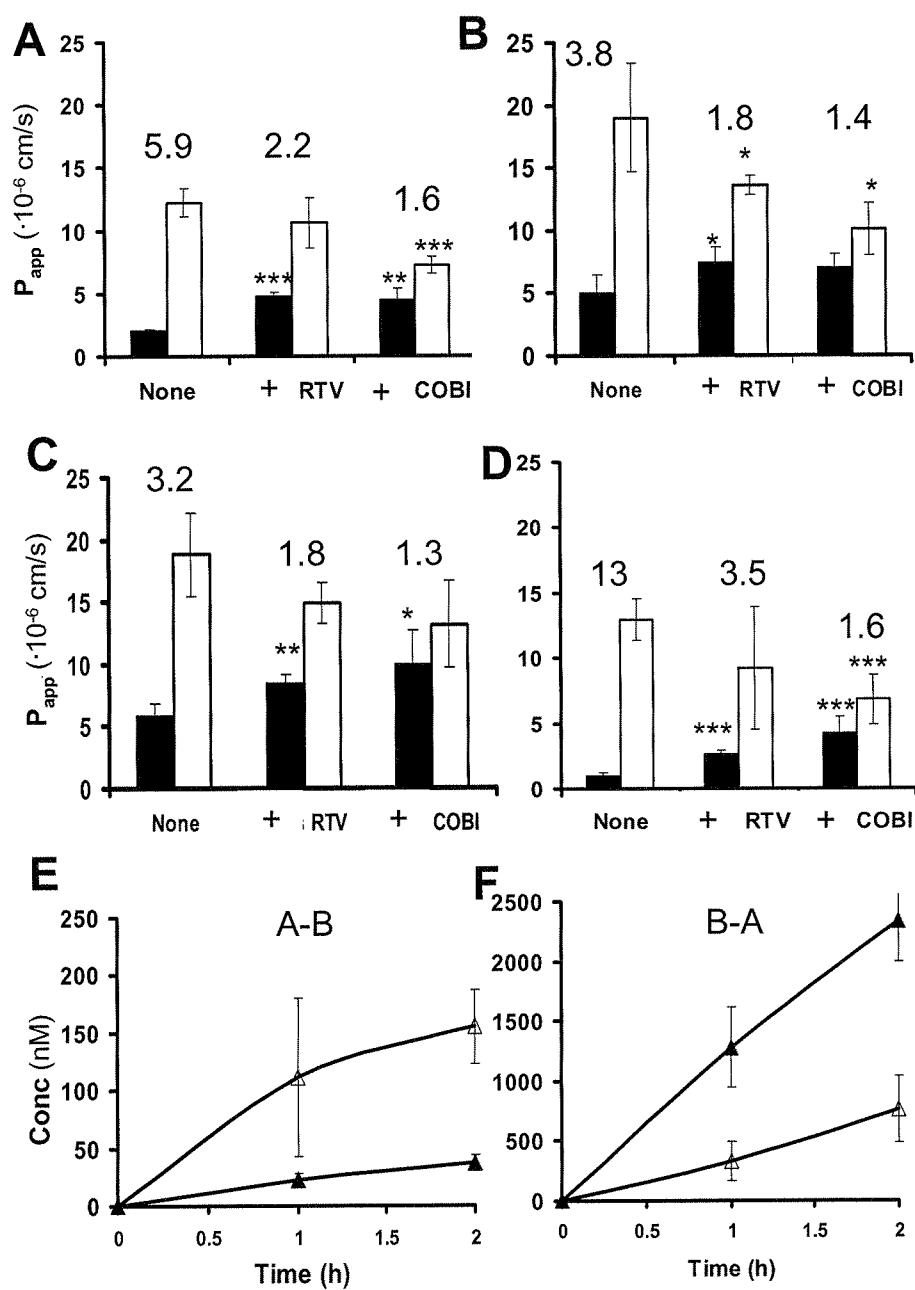 A
B
25
20
15
10
5
0
P_app (·10⁻⁶ cm/s)
5.9
2.2
1.6
***
**
***
None
+ RTV
+ COBI
25
20
15
10
5
0
3.8
1.8
1.4
*
*
*
None
+ RTV
+ COBI
C
D
25
20
15
10
5
0
P_app (·10⁻⁶ cm/s)
3.2
1.8
1.3
**
*
None
+ RTV
+ COBI
25
20
15
10
5
0
13
3.5
1.6
***
***
***
None
+ RTV
+ COBI
E
F
A-B
250
200
150
100
50
0
Conc (nM)
0 0.5 1 1.5 2
Time (h)
B-A
2500
2000
1500
1000
500
0
0 0.5 1 1.5 2
Time (h)